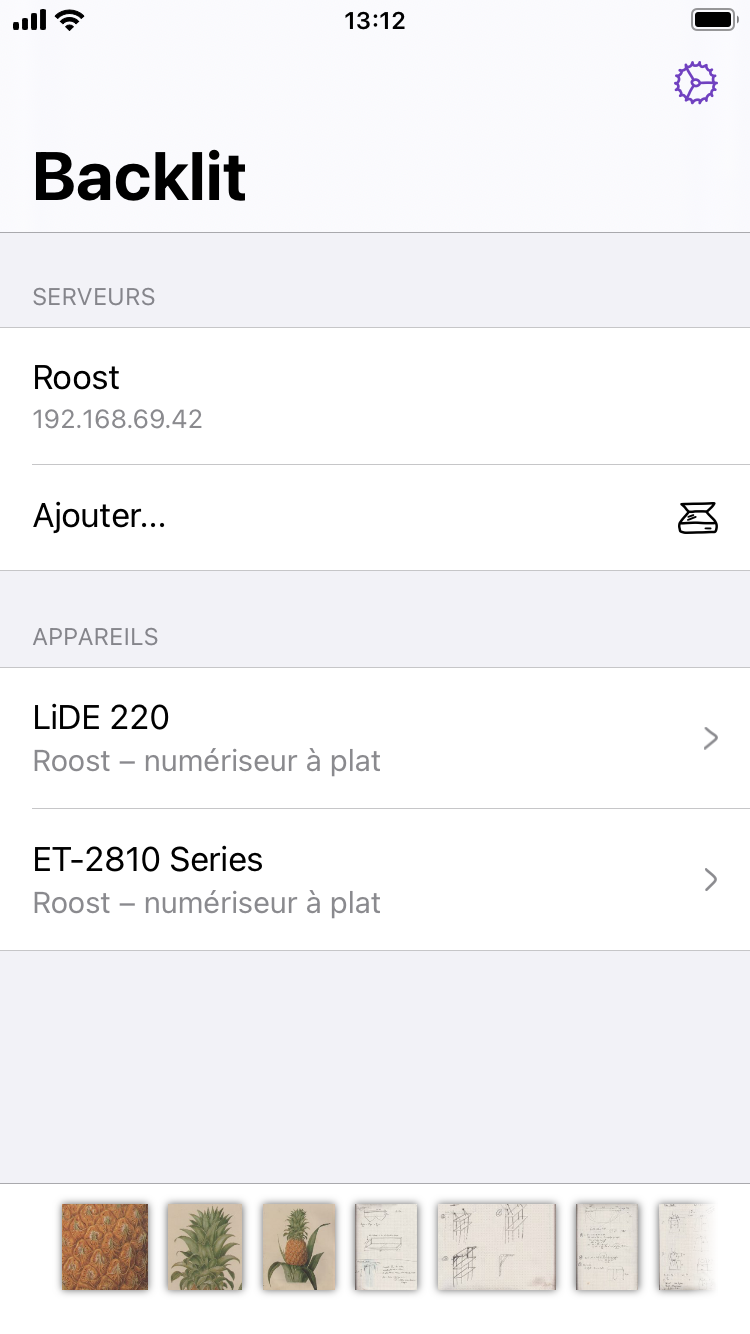 13:12
Backlit
SERVEURS
Roost
192.168.69.42
Ajouter...
APPAREILS
LiDE 220
Roost – numériseur à plat
ET-2810 Series
Roost – numériseur à plat